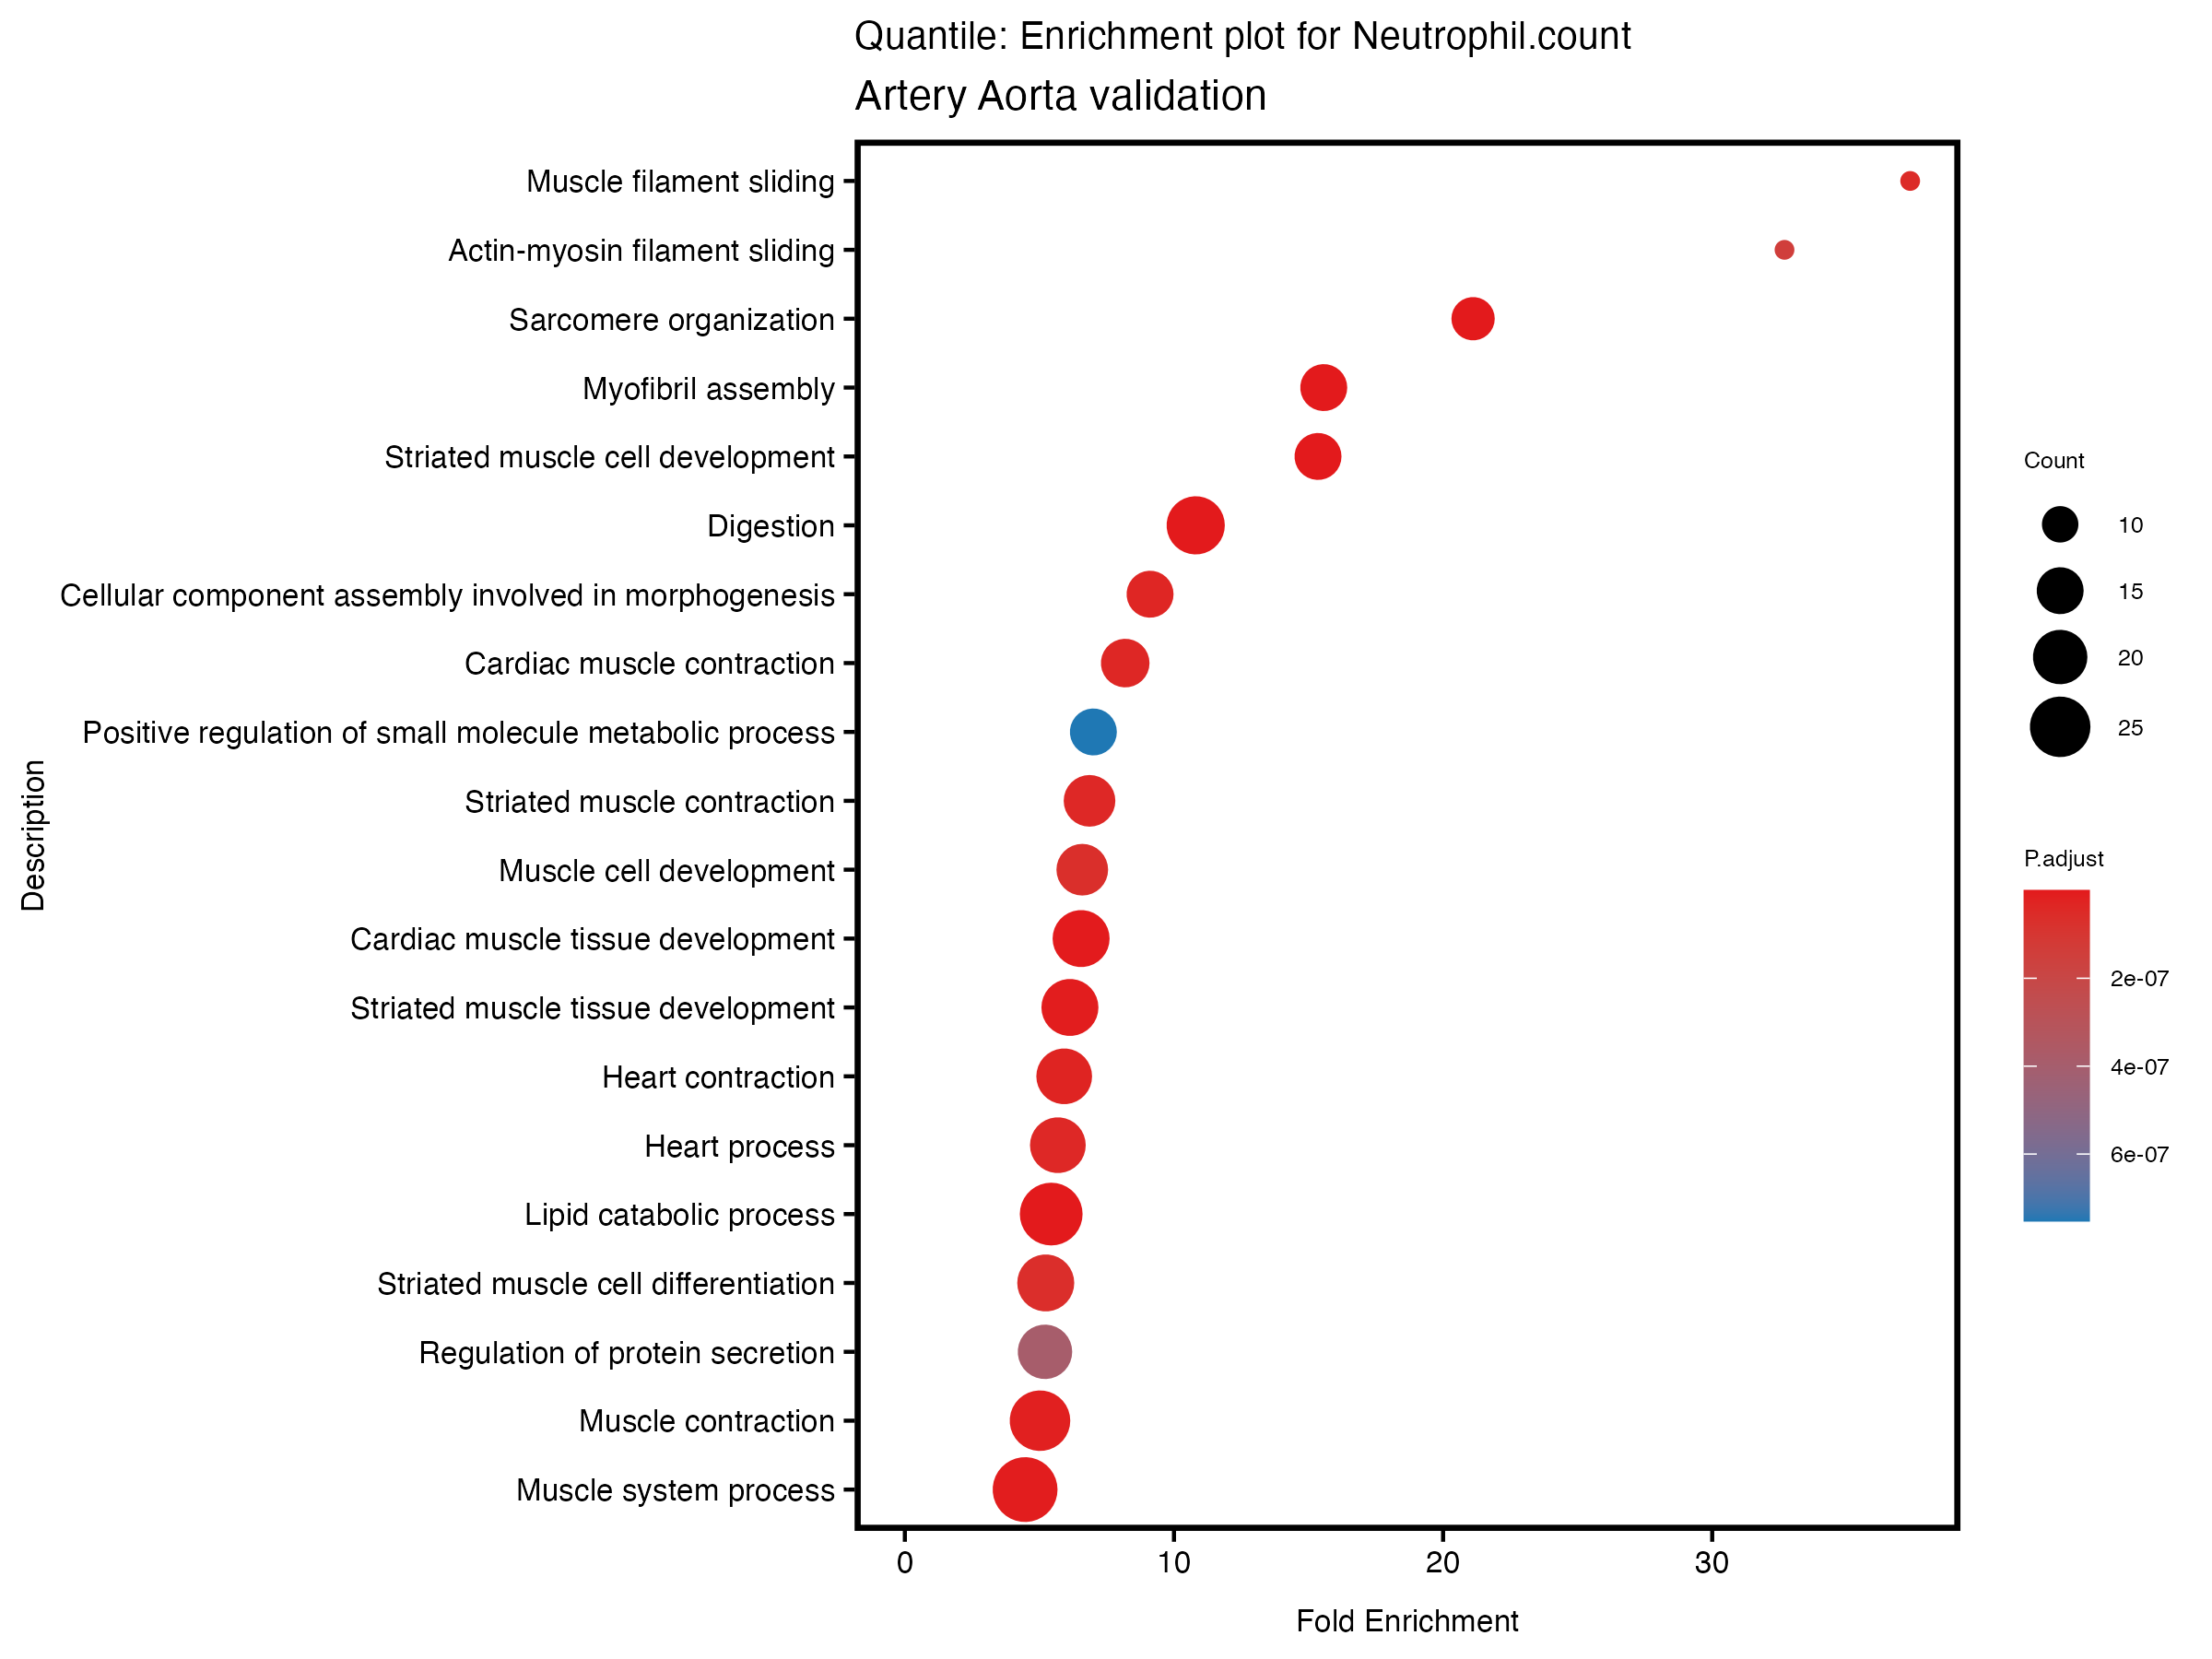 Quantile: Enrichment plot for Neutrophil.count
Artery Aorta validation
Description
Muscle filament sliding
Actin-myosin filament sliding
Sarcomere organization
Myofibril assembly
Striated muscle cell development
Digestion
Cellular component assembly involved in morphogenesis
Cardiac muscle contraction
Positive regulation of small molecule metabolic process
Striated muscle contraction
Muscle cell development
Cardiac muscle tissue development
Striated muscle tissue development
Heart contraction
Heart process
Lipid catabolic process
Striated muscle cell differentiation
Regulation of protein secretion
Muscle contraction
Muscle system process
0 10 20 30
Fold Enrichment
Count
10
15
20
25
P.adjust
2e-07
4e-07
6e-07